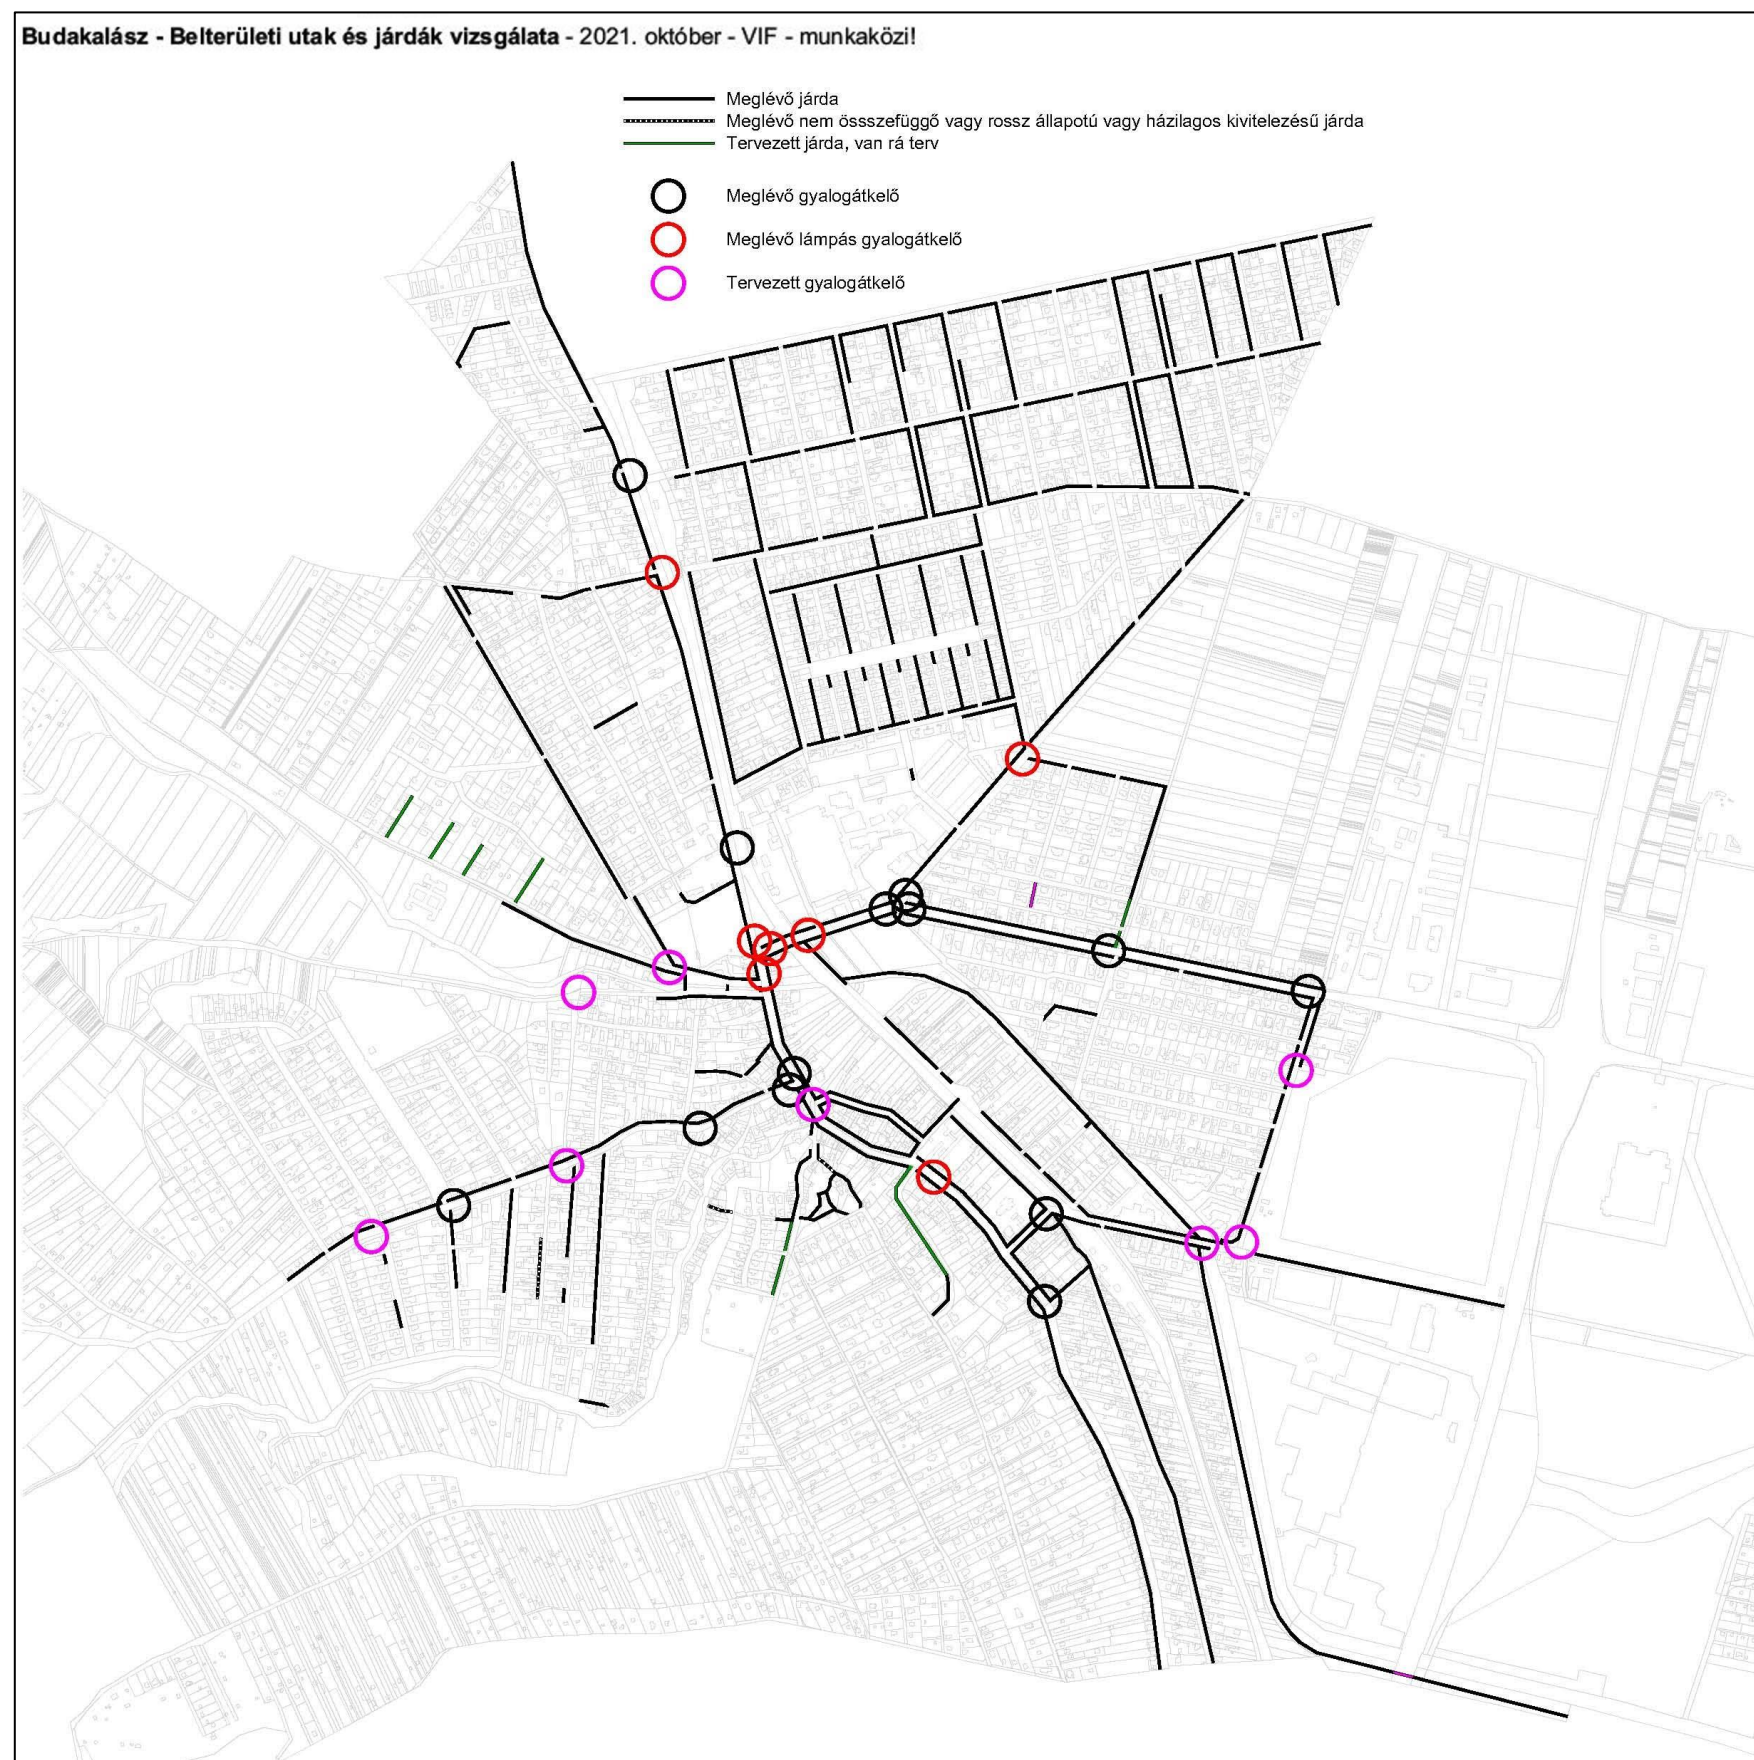 Budakalász - Belterületi utak és járdák vizsgálata - 2021. október - VIF - munkaközi!
Meglévő járda
Meglévő nem össszefüggő vagy rossz állapotú vagy házilagos kivitelezésű járda
Tervezett járda, van rá terv
Meglévő gyalogátkelő
Meglévő lámpás gyalogátkelő
Tervezett gyalogátkelő